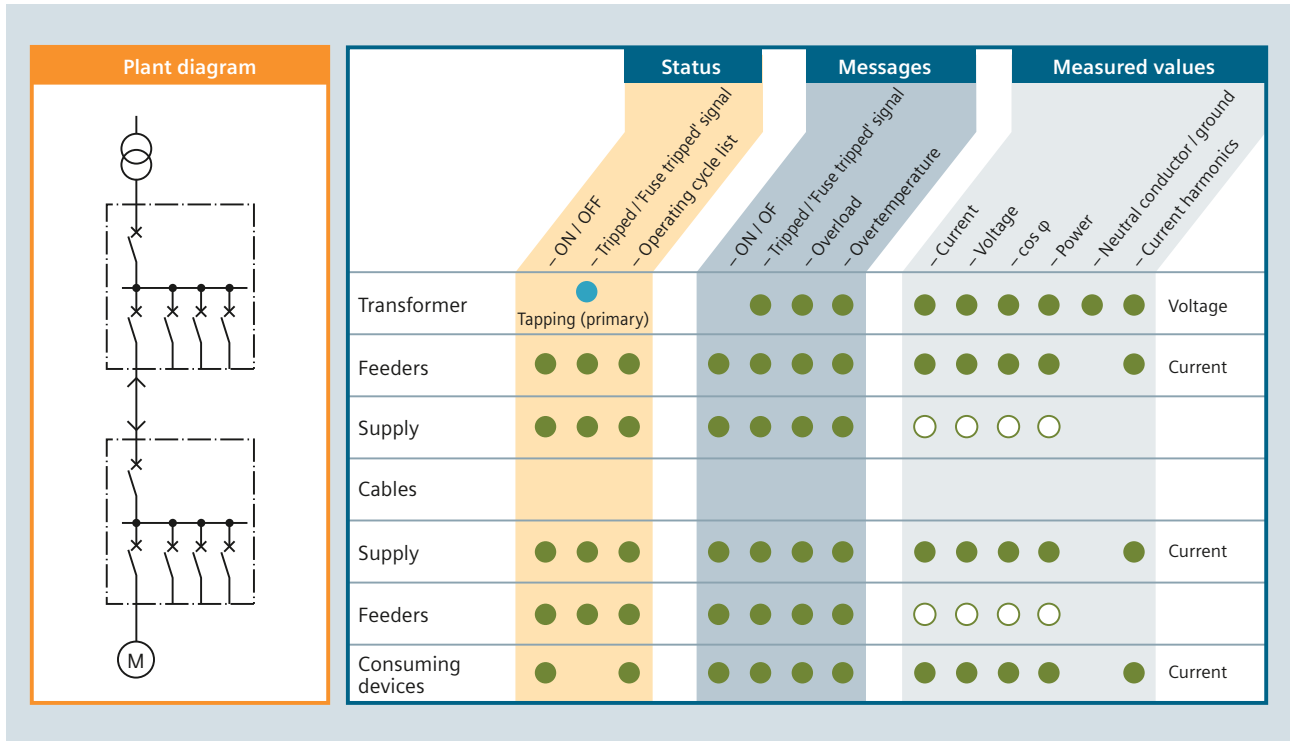 Plant diagram
M
Status
Messages
Measured values
– ON / OFF
– Tripped / 'Fuse tripped' signal
– Operating cycle list
– ON / OF
– Tripped / 'Fuse tripped' signal
– Overload
– Overtemperature
– Current
– Voltage
– cos φ
– Power
– Neutral conductor / ground
– Current harmonics
Transformer
Tapping (primary)
Voltage
Feeders
Current
Supply
Cables
Supply
Current
Feeders
Consuming
devices
Current